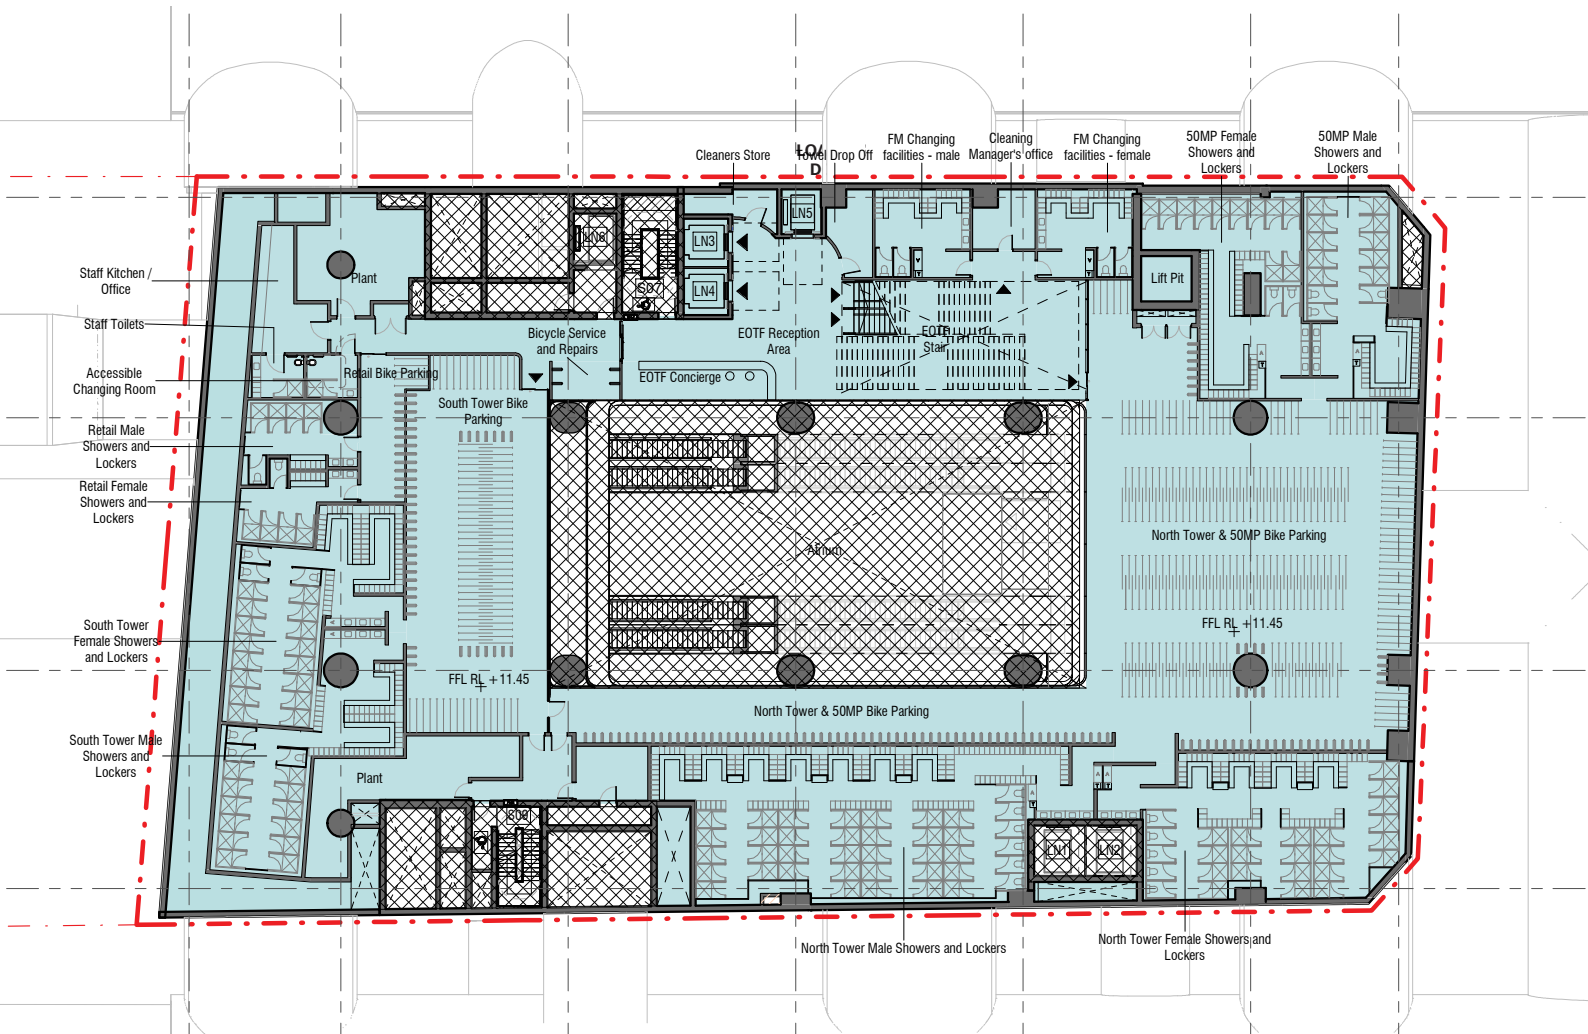 LOA
D
Cleaners Store
Towel Drop Off
FM Changing
facilities - male
Cleaning
Manager's office
FM Changing
facilities - female
50MP Female
Showers and
Lockers
50MP Male
Showers and
Lockers
LN5
LN6
LN3
LN4
S07
Lift Pit
Plant
Staff Kitchen /
Office
Staff Toilets
Accessible
Changing Room
Retail Bike Parking
Bicycle Service
and Repairs
EOTF Reception
Area
EOTF
Stair
EOTF Concierge
South Tower Bike
Parking
Retail Male
Showers and
Lockers
Retail Female
Showers and
Lockers
Atrium
North Tower & 50MP Bike Parking
FFL RL +11.45
South Tower
Female Showers
and Lockers
FFL RL +11.45
North Tower & 50MP Bike Parking
South Tower Male
Showers and
Lockers
Plant
S09
LN1
LN2
North Tower Male Showers and Lockers
North Tower Female Showers and
Lockers